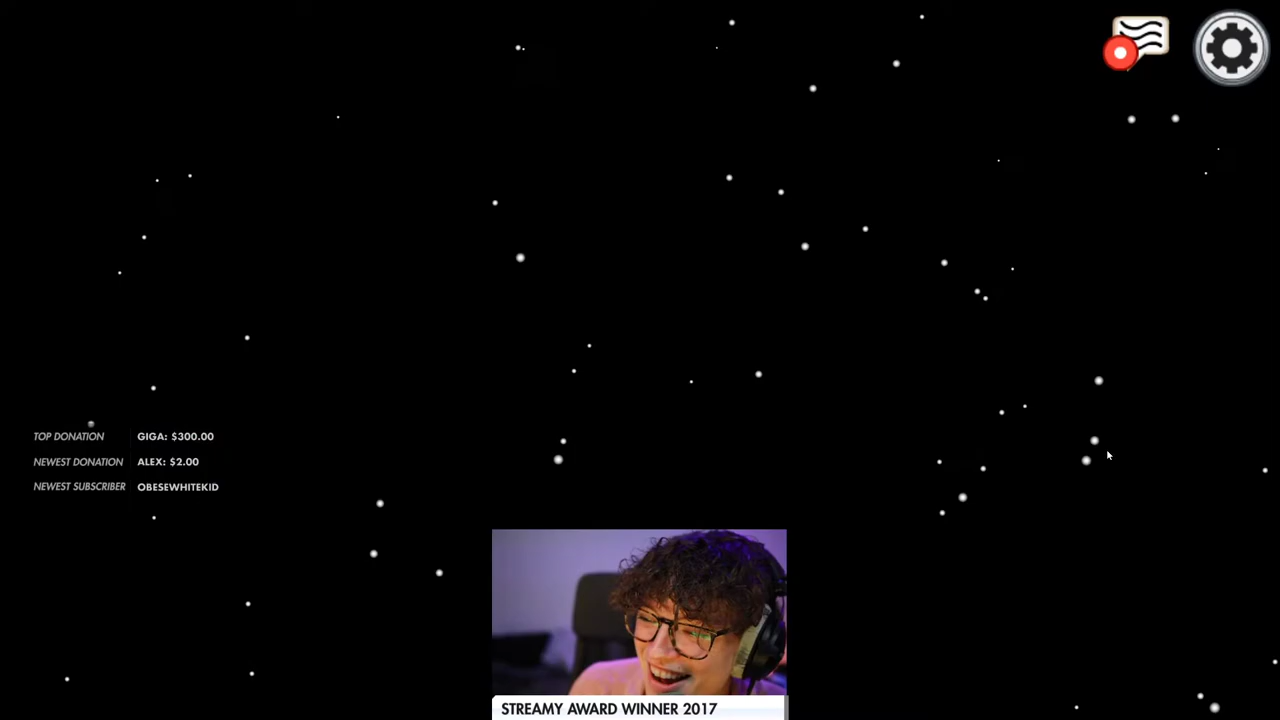 TOP DONATION GIGA: $300.00
NEWEST DONATION ALEX: $2.00
NEWEST SUBSCRIBER OBESEWHITEKID
STREAMY AWARD WINNER 2017